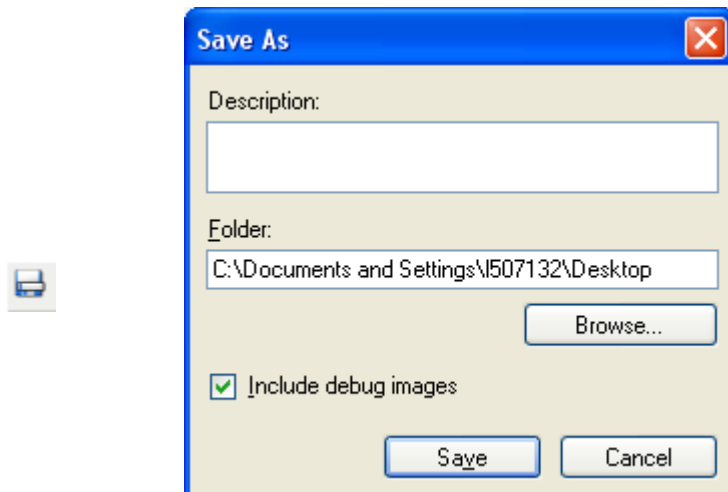 Save As
Description:
Folder:
C:\Documents and Settings\I507132\Desktop
Browse...
Include debug images
Save Cancel